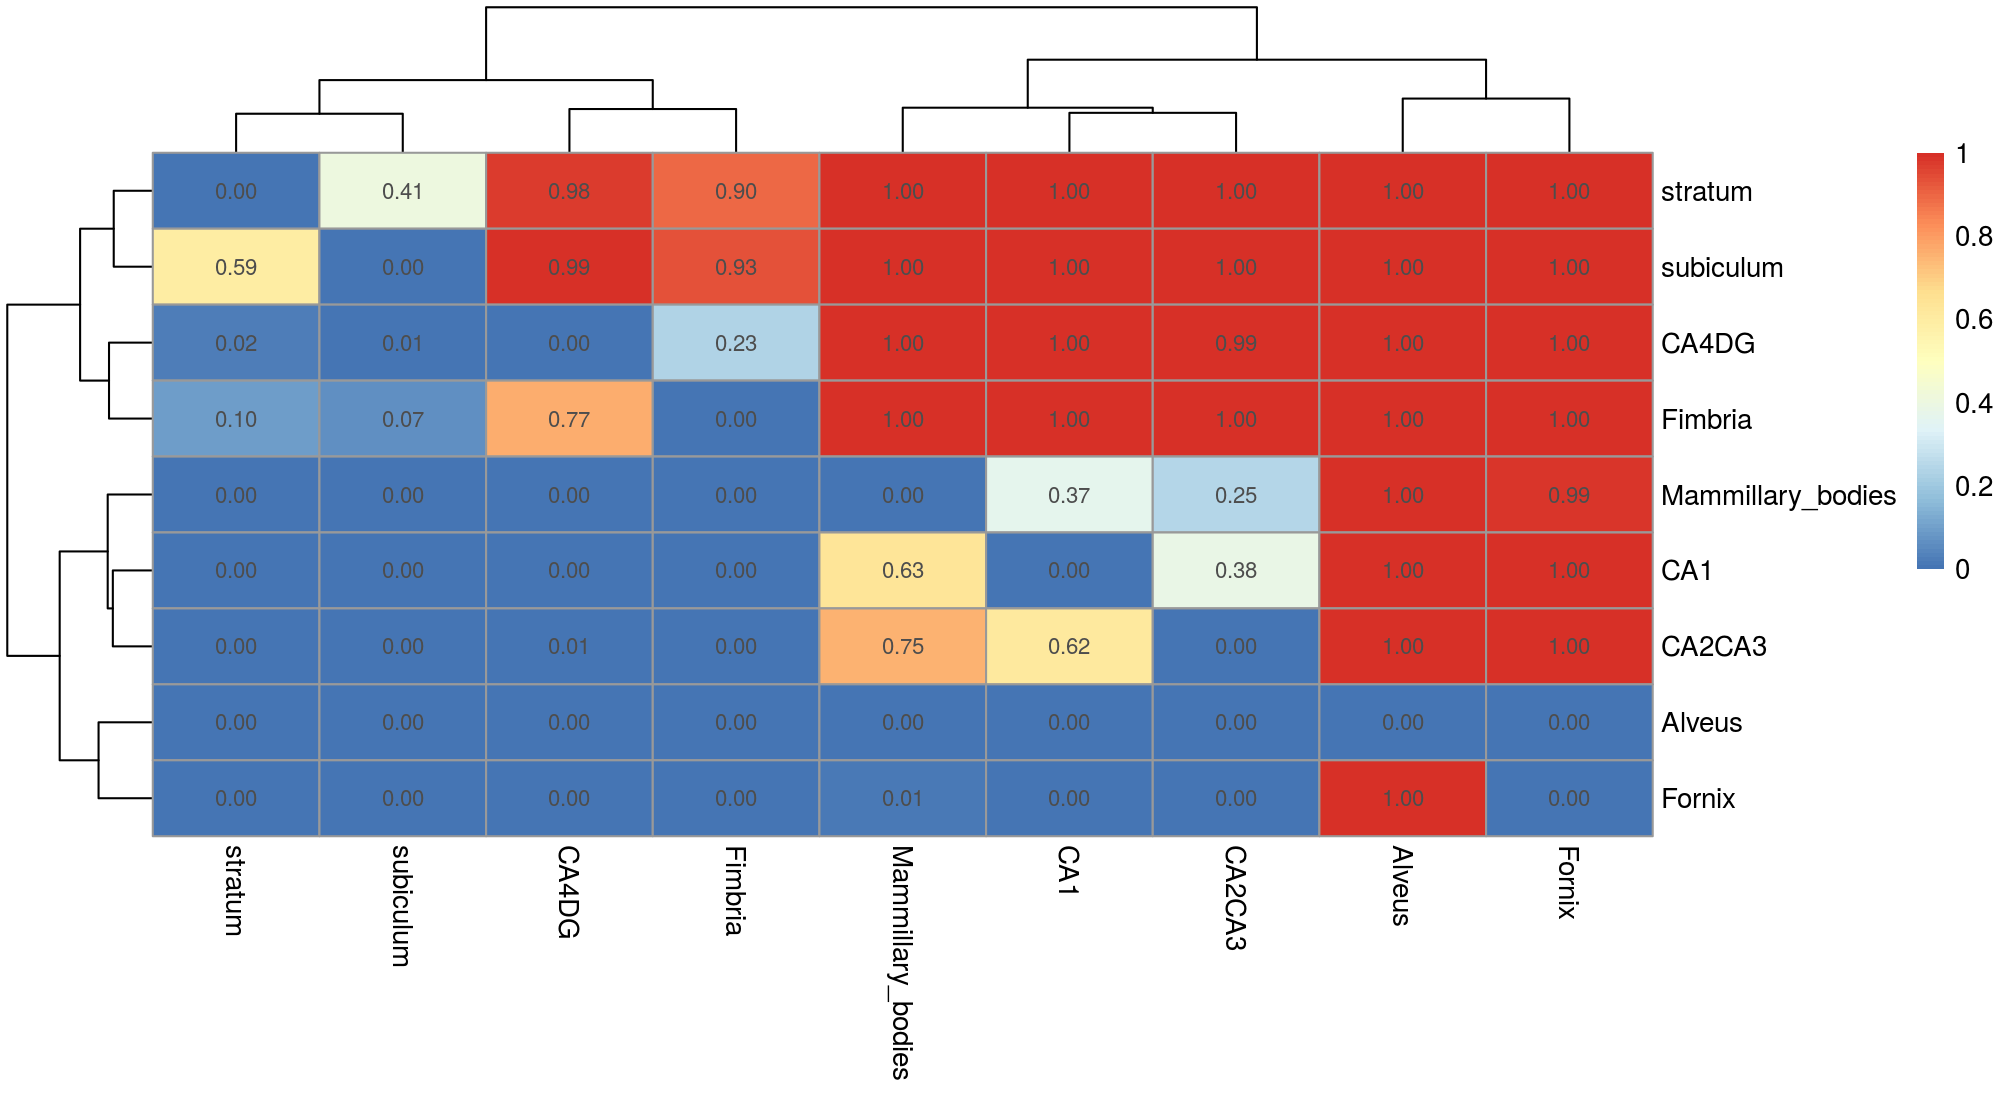 0.00 0.41 0.98 0.90 1.00 1.00 1.00 1.00 1.00 stratum
0.59 0.00 0.99 0.93 1.00 1.00 1.00 1.00 1.00 subiculum
0.02 0.01 0.00 0.23 1.00 1.00 0.99 1.00 1.00 CA4DG
0.10 0.07 0.77 0.00 1.00 1.00 1.00 1.00 1.00 Fimbria
0.00 0.00 0.00 0.00 0.00 0.37 0.25 1.00 0.99 Mammillary_bodies
0.00 0.00 0.00 0.00 0.63 0.00 0.38 1.00 1.00 CA1
0.00 0.00 0.01 0.00 0.75 0.62 0.00 1.00 1.00 CA2CA3
0.00 0.00 0.00 0.00 0.00 0.00 0.00 0.00 0.00 Alveus
0.00 0.00 0.00 0.00 0.01 0.00 0.00 1.00 0.00 Fornix
stratum
subiculum
CA4DG
Fimbria
Mammillary_bodies
CA1
CA2CA3
Alveus
Fornix
1
0.8
0.6
0.4
0.2
0